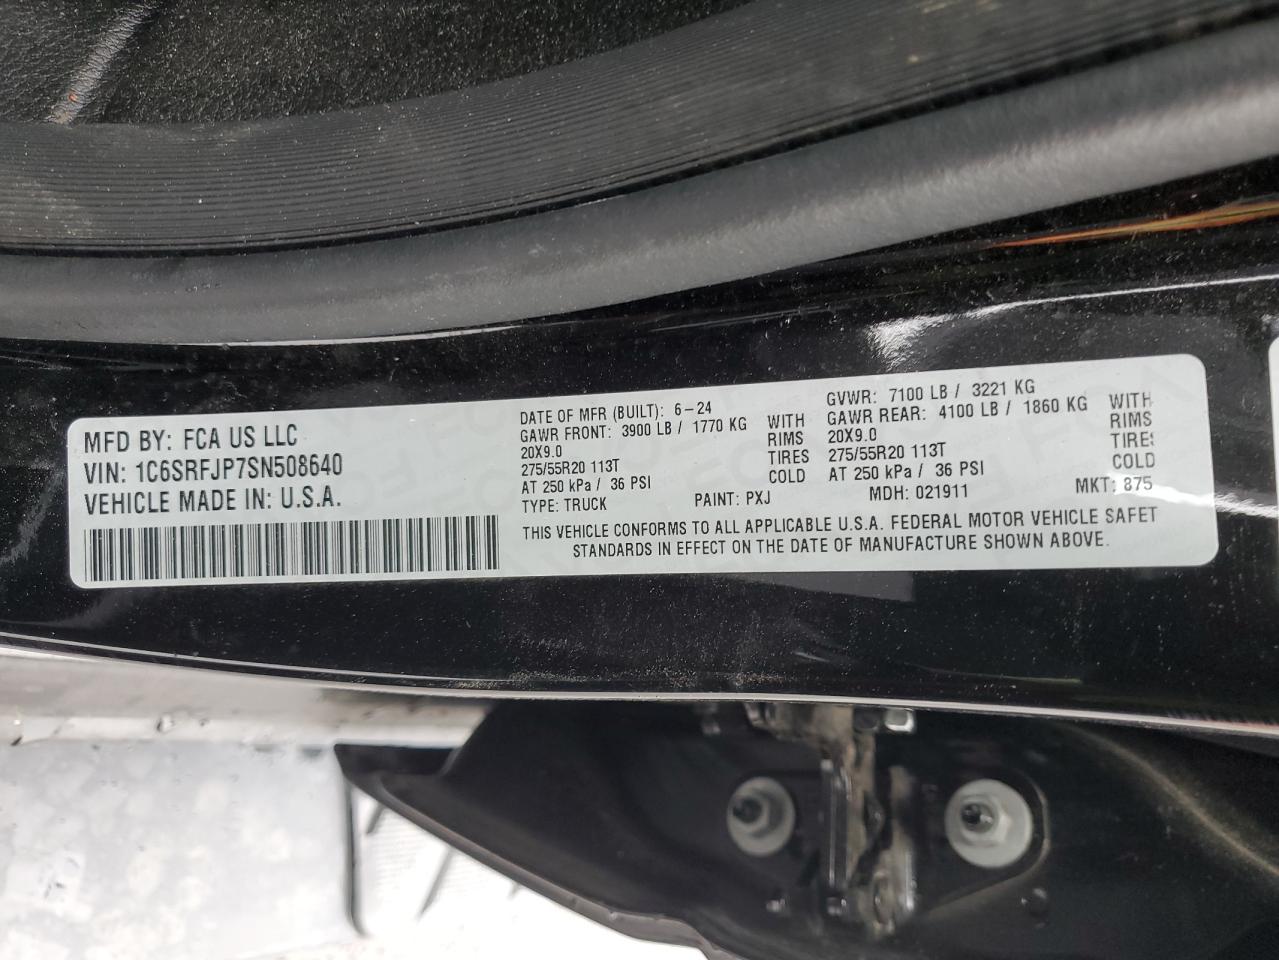 MFD BY: FCA US LLC
VIN: 1C6SRFJP7SN508640
VEHICLE MADE IN: U.S.A.
DATE OF MFR (BUILT): 6-24
GAWR FRONT: 3900 LB / 1770 KG WITH
20X9.0 RIMS
275/55R20 113T TIRES
AT 250 kPa / 36 PSI COLD
TYPE: TRUCK PAINT: PXJ MDH: 021911 MKT: 875
GVWR: 7100 LB / 3221 KG
GAWR REAR: 4100 LB / 1860 KG WITH
20X9.0 RIMS
275/55R20 113T TIRES
AT 250 kPa / 36 PSI COLD
THIS VEHICLE CONFORMS TO ALL APPLICABLE U.S.A. FEDERAL MOTOR VEHICLE SAFET
STANDARDS IN EFFECT ON THE DATE OF MANUFACTURE SHOWN ABOVE.